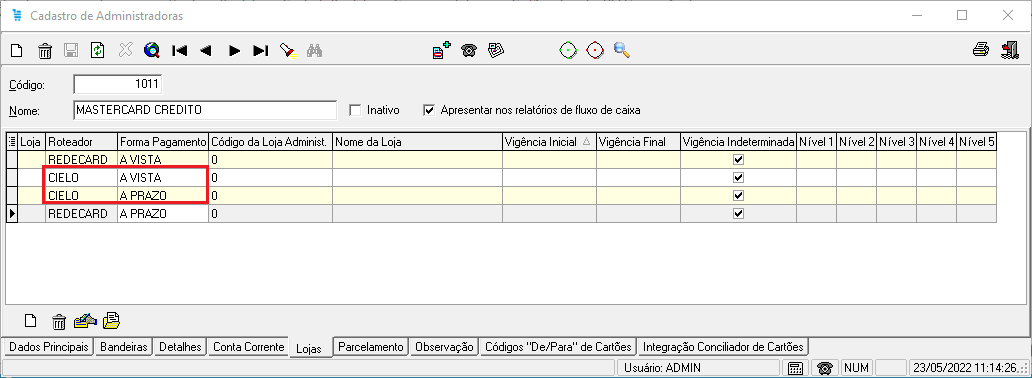 Cadastro de Administradoras
Código: 1011
Nome: MASTERCARD CREDITO Inativo Apresentar nos relatórios de fluxo de caixa
Loja Roteador Forma Pagamento Código da Loja Administ. Nome da Loja Vigência Inicial Vigência Final Vigência Indeterminada Nível 1 Nível 2 Nível 3 Nível 4 Nível 5
REDECARD A VISTA 0
CIELO A VISTA 0
CIELO A PRAZO 0
REDECARD A PRAZO 0
Dados Principais Bandeiras Detalhes Conta Corrente Lojas Parcelamento Observação Códigos "De/Para" de Cartões Integração Conciliador de Cartões
Usuário: ADMIN NUM 23/05/2022 11:14:26